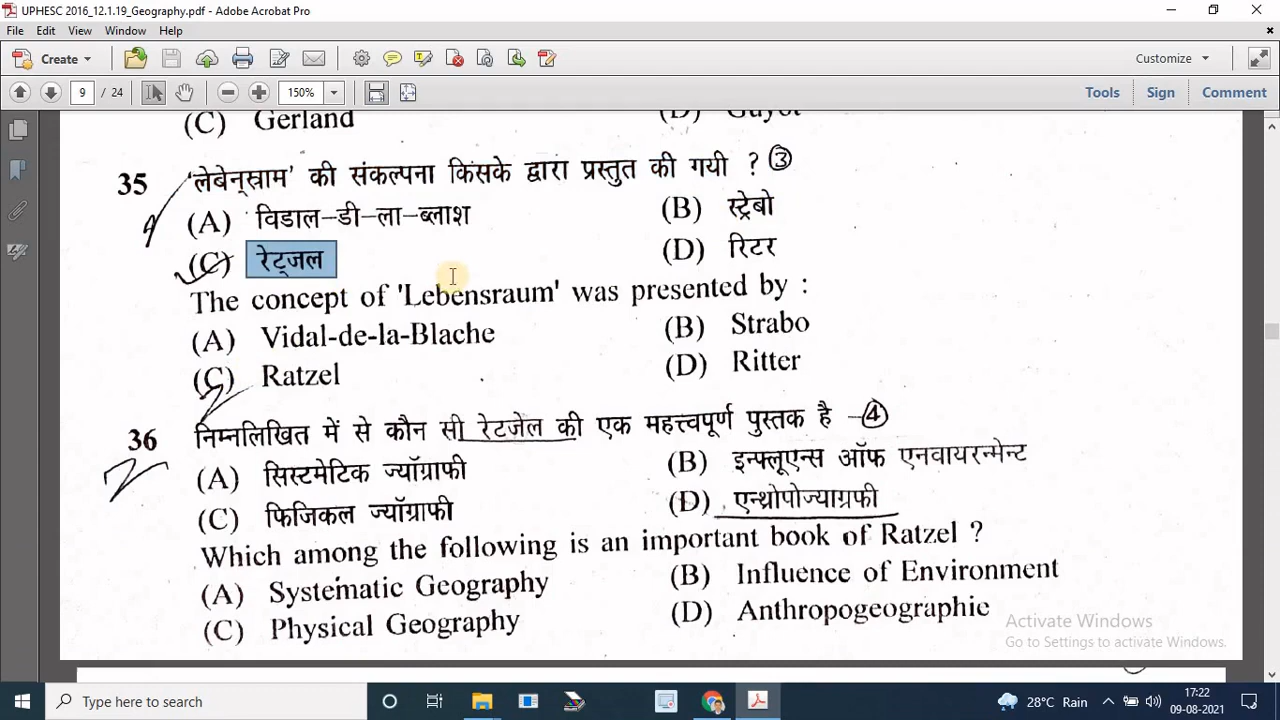 UPHESC 2016_12.1.19_Geography.pdf - Adobe Acrobat Pro
File Edit View Window Help
Create Customize
9 / 24 150% Tools Sign Comment
(C) Gerland (D) Guyot
35 'लेबेन्स्राम' की संकल्पना किसके द्वारा प्रस्तुत की गयी ? ③
(A) विडाल-डी-ला-ब्लाश (B) स्ट्रेबो
(C) रेट्जल (D) रिटर
The concept of 'Lebensraum' was presented by :
(A) Vidal-de-la-Blache (B) Strabo
(C) Ratzel (D) Ritter
36 निम्नलिखित में से कौन सी रेटजेल की एक महत्त्वपूर्ण पुस्तक है ④
(A) सिस्टमेटिक ज्यॉग्राफी (B) इन्फ्लूएन्स ऑफ एनवायरन्मेन्ट
(C) फिजिकल ज्यॉग्राफी (D) एन्थ्रोपोज्याग्रफी
Which among the following is an important book of Ratzel ?
(A) Systematic Geography (B) Influence of Environment
(C) Physical Geography (D) Anthropogeographie
Activate Windows
Go to Settings to activate Windows.
Type here to search 28°C Rain 17:22
09-08-2021